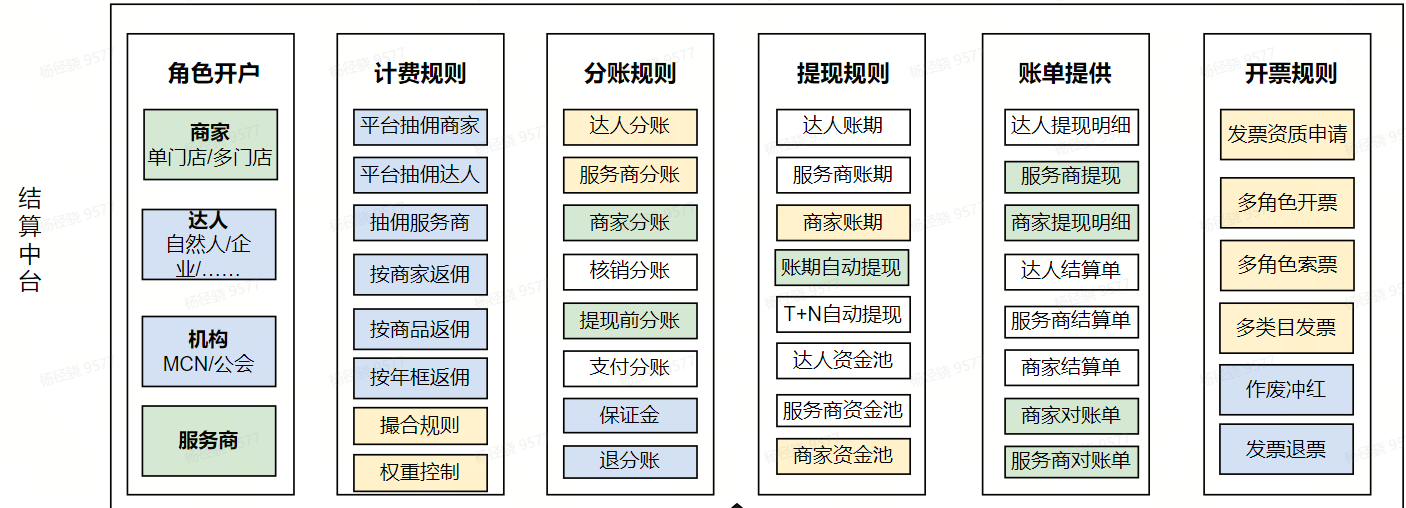 结算中台
角色开户
商家
单门店/多门店
达人
自然人/企
业/......
机构
MCN/公会
服务商
计费规则
平台抽佣商家
平台抽佣达人
抽佣服务商
按商家返佣
按商品返佣
按年框返佣
撮合规则
权重控制
分账规则
达人分账
服务商分账
商家分账
核销分账
提现前分账
支付分账
保证金
退分账
提现规则
达人账期
服务商账期
商家账期
账期自动提现
T+N自动提现
达人资金池
服务商资金池
商家资金池
账单提供
达人提现明细
服务商提现
商家提现明细
达人结算单
服务商结算单
商家结算单
商家对账单
服务商对账单
开票规则
发票资质申请
多角色开票
多角色索票
多类目发票
作废冲红
发票退票
杨径骁 9577